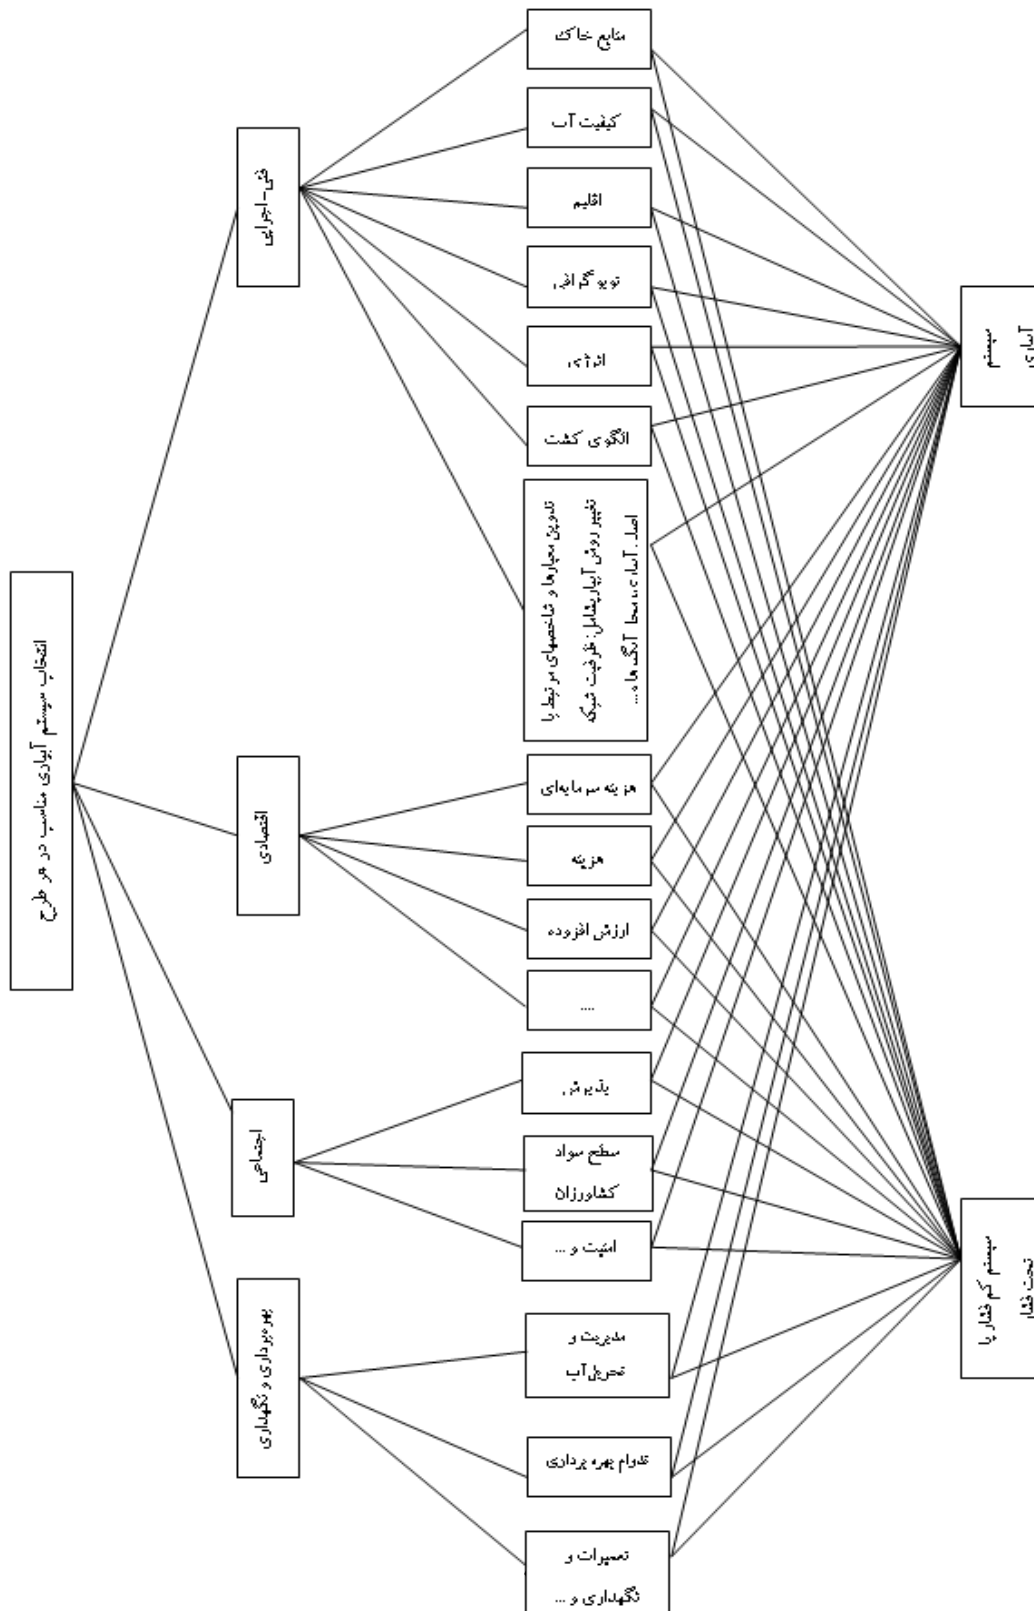 انتخاب سیستم آبیاری مناسب در هر طرح
فنی-اجرایی
اقتصادی
اجتماعی
بهره‌برداری و نگهداری
منابع خاک
کیفیت آب
اقلیم
توپوگرافی
انرژی
الگوی کشت
تدوین معیارها و شاخصهای مرتبط با
تغییر روش آبیاریشامل: ظرفیت شبکه
هزینه سرمایه‌ای
هزینه
ارزش افزوده
....
پذیرش
سطح سواد
کشاورزان
امنیت و ...
مدیریت و
تحویل آب
تداوم بهره برداری
تعمیرات و
نگهداری و ...
سیستم
آبیاری
سیستم کم فشار یا
تحت فشار